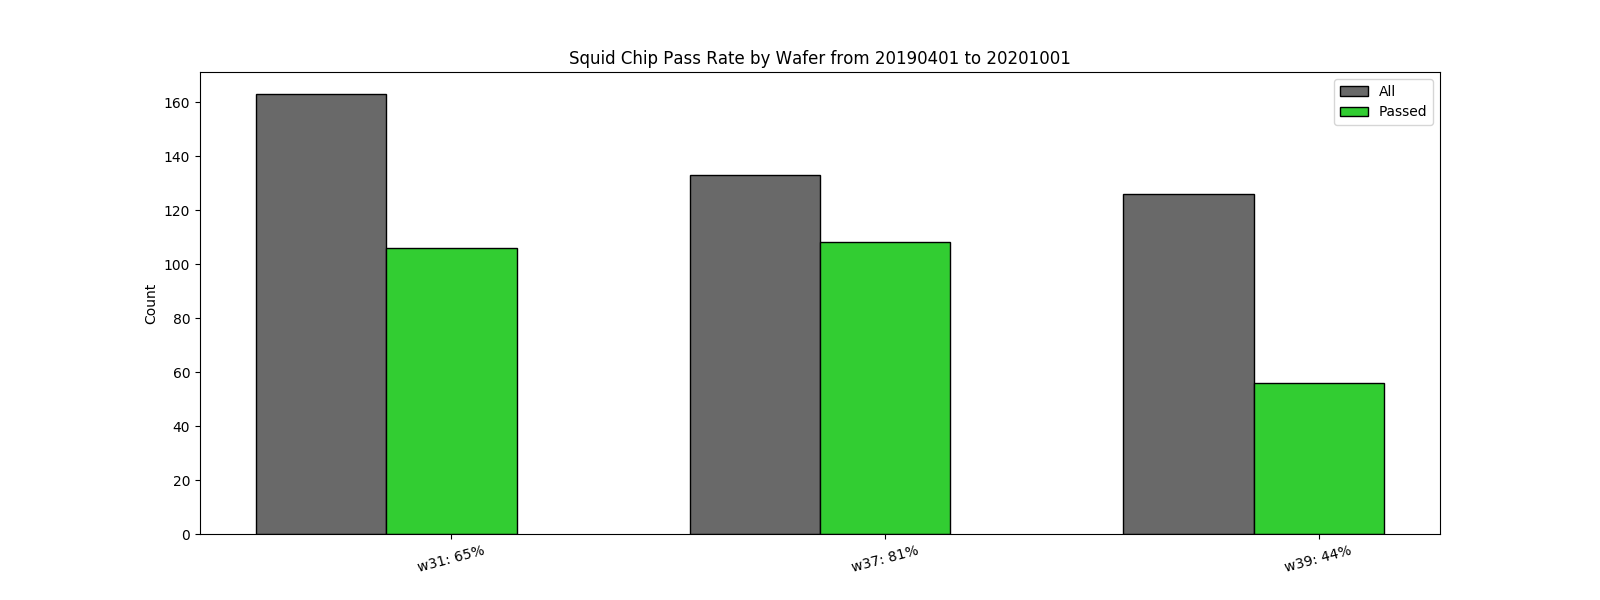 Squid Chip Pass Rate by Wafer from 20190401 to 20201001
All
Passed
Count
160
140
120
100
80
60
40
20
0
w31: 65%
w37: 81%
w39: 44%